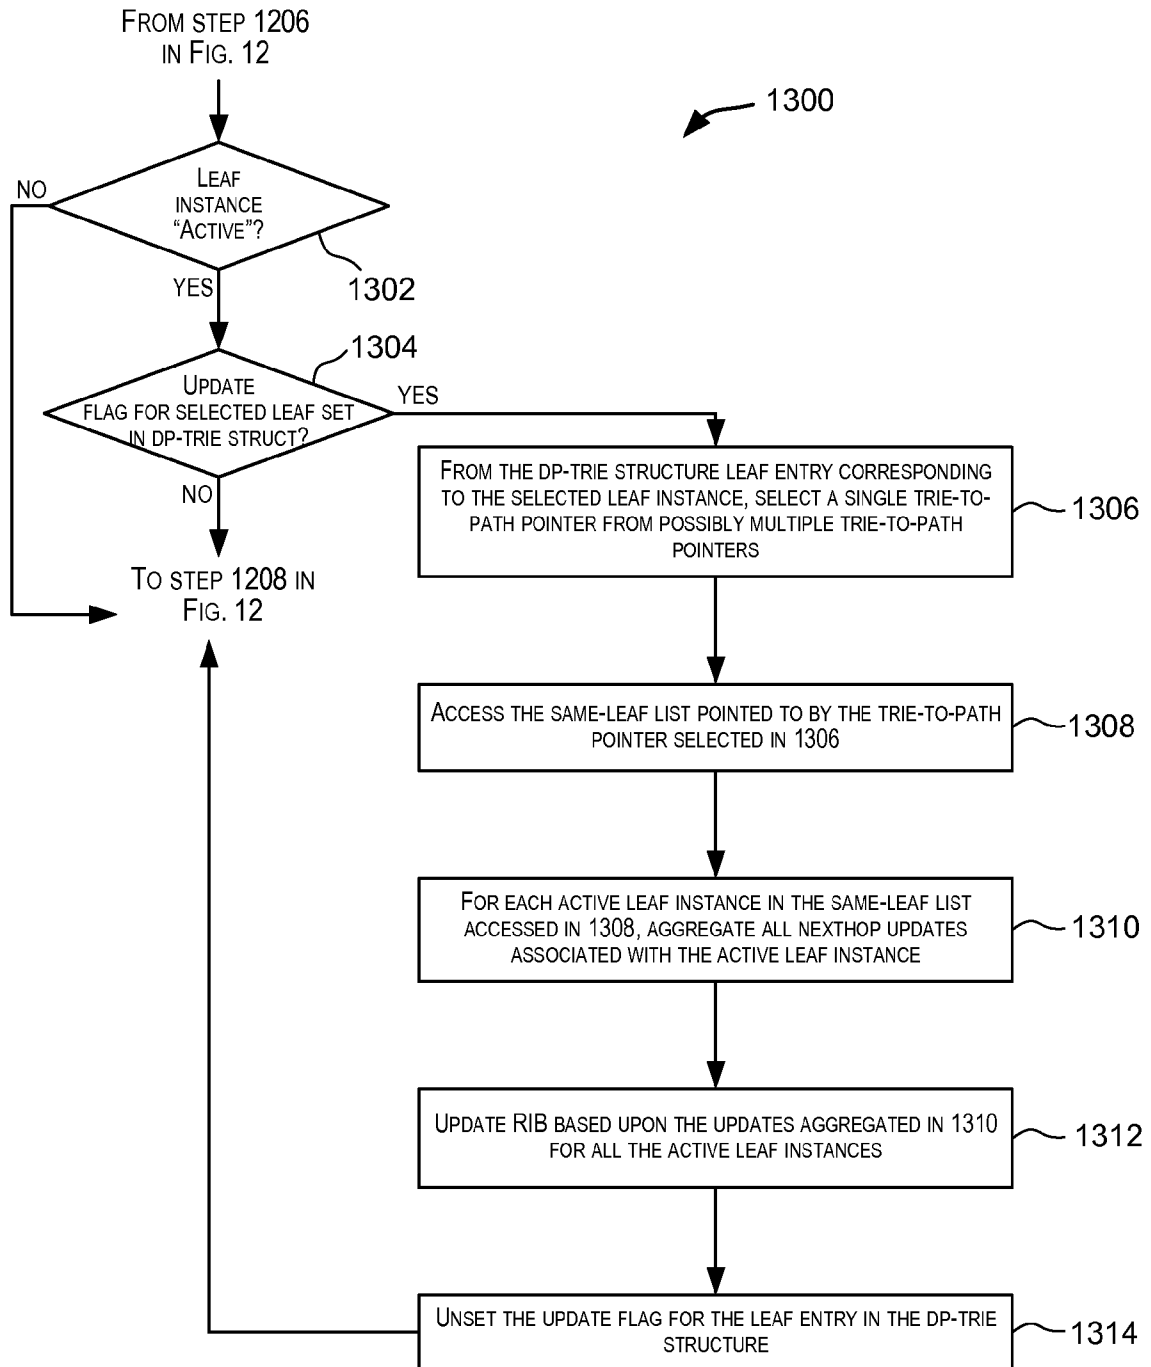 FROM STEP 1206
IN FIG. 12
1300
NO
LEAF
INSTANCE
“ACTIVE”?
1302
YES
1304
UPDATE
FLAG FOR SELECTED LEAF SET
IN DP-TRIE STRUCT?
YES
NO
TO STEP 1208 IN
FIG. 12
FROM THE DP-TRIE STRUCTURE LEAF ENTRY CORRESPONDING
TO THE SELECTED LEAF INSTANCE, SELECT A SINGLE TRIE-TO-
PATH POINTER FROM POSSIBLY MULTIPLE TRIE-TO-PATH
POINTERS
1306
ACCESS THE SAME-LEAF LIST POINTED TO BY THE TRIE-TO-PATH
POINTER SELECTED IN 1306
1308
FOR EACH ACTIVE LEAF INSTANCE IN THE SAME-LEAF LIST
ACCESSED IN 1308, AGGREGATE ALL NEXTHOP UPDATES
ASSOCIATED WITH THE ACTIVE LEAF INSTANCE
1310
UPDATE RIB BASED UPON THE UPDATES AGGREGATED IN 1310
FOR ALL THE ACTIVE LEAF INSTANCES
1312
UNSET THE UPDATE FLAG FOR THE LEAF ENTRY IN THE DP-TRIE
STRUCTURE
1314